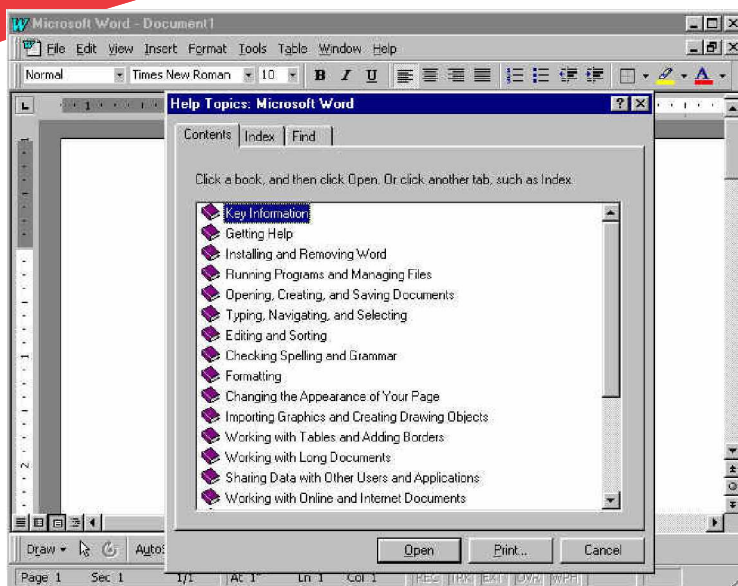 Microsoft Word - Document1
File Edit View Insert Format Tools Table Window Help
Normal Times New Roman 10 B I U A
L 1 Help Topics: Microsoft Word ?
Contents Index Find
Click a book, and then click Open. Or click another tab, such as Index.
Key Information
Getting Help
Installing and Removing Word
Running Programs and Managing Files
Opening, Creating, and Saving Documents
Typing, Navigating, and Selecting
Editing and Sorting
Checking Spelling and Grammar
Formatting
Changing the Appearance of Your Page
Importing Graphics and Creating Drawing Objects
Working with Tables and Adding Borders
Working with Long Documents
Sharing Data with Other Users and Applications
Working with Online and Internet Documents
1
2
Draw Open Print... Cancel
Page 1 Sec 1 1/1 At 1" Ln 1 Col 1 REC TRK EXT OVR WPH